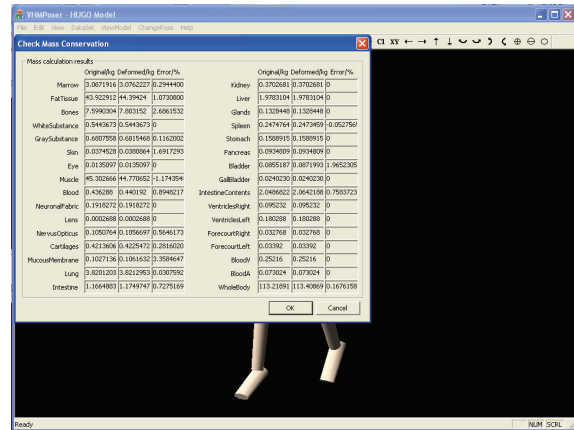 VHMPoser - HUGO Model
File Edit View DataSet ViewModel ChangePose Help
Check Mass Conservation
CI XY
Mass calculation results
Original/kg Deformed/kg Error/% Original/kg Deformed/kg Error/%
Marrow 3.0671916 3.0762227 0.2944400 Kidney 0.3702681 0.3702681 0
FatTissue 43.922912 44.39424 1.0730800 Liver 1.9783104 1.9783104 0
Bones 7.5990304 7.803152 2.6861532 Glands 0.1328448 0.1328448 0
WhiteSubstance 0.5443673 0.5443673 0 Spleen 0.2474764 0.2473459 -0.0527569
GraySubstance 0.6807558 0.6815468 0.1162002 Stomach 0.1588915 0.1588915 0
Skin 0.0374528 0.0380864 1.6917293 Pancreas 0.0934809 0.0934809 0
Eye 0.0135097 0.0135097 0 Bladder 0.0855187 0.0871993 1.9652305
Muscle 45.302666 44.770652 -1.174354 GallBladder 0.0240230 0.0240230 0
Blood 0.436288 0.440192 0.8948217 IntestineContents 2.0486822 2.0642188 0.7583723
NeuronalFabric 0.1918272 0.1918272 0 VentriclesRight 0.095232 0.095232 0
Lens 0.0002688 0.0002688 0 VentriclesLeft 0.180288 0.180288 0
NervusOpticus 0.1050764 0.1056697 0.5646173 ForecourtRight 0.032768 0.032768 0
Cartilages 0.4213606 0.4225472 0.2816020 ForecourtLeft 0.03392 0.03392 0
MucousMembrane 0.1027136 0.1061632 3.3584647 BloodV 0.25216 0.25216 0
Lung 3.8201203 3.8212953 0.0307592 BloodA 0.073024 0.073024 0
Intestine 1.1664883 1.1749747 0.7275169 WholeBody 113.21891 113.40869 0.1676158
OK Cancel
Ready NUM SCRL